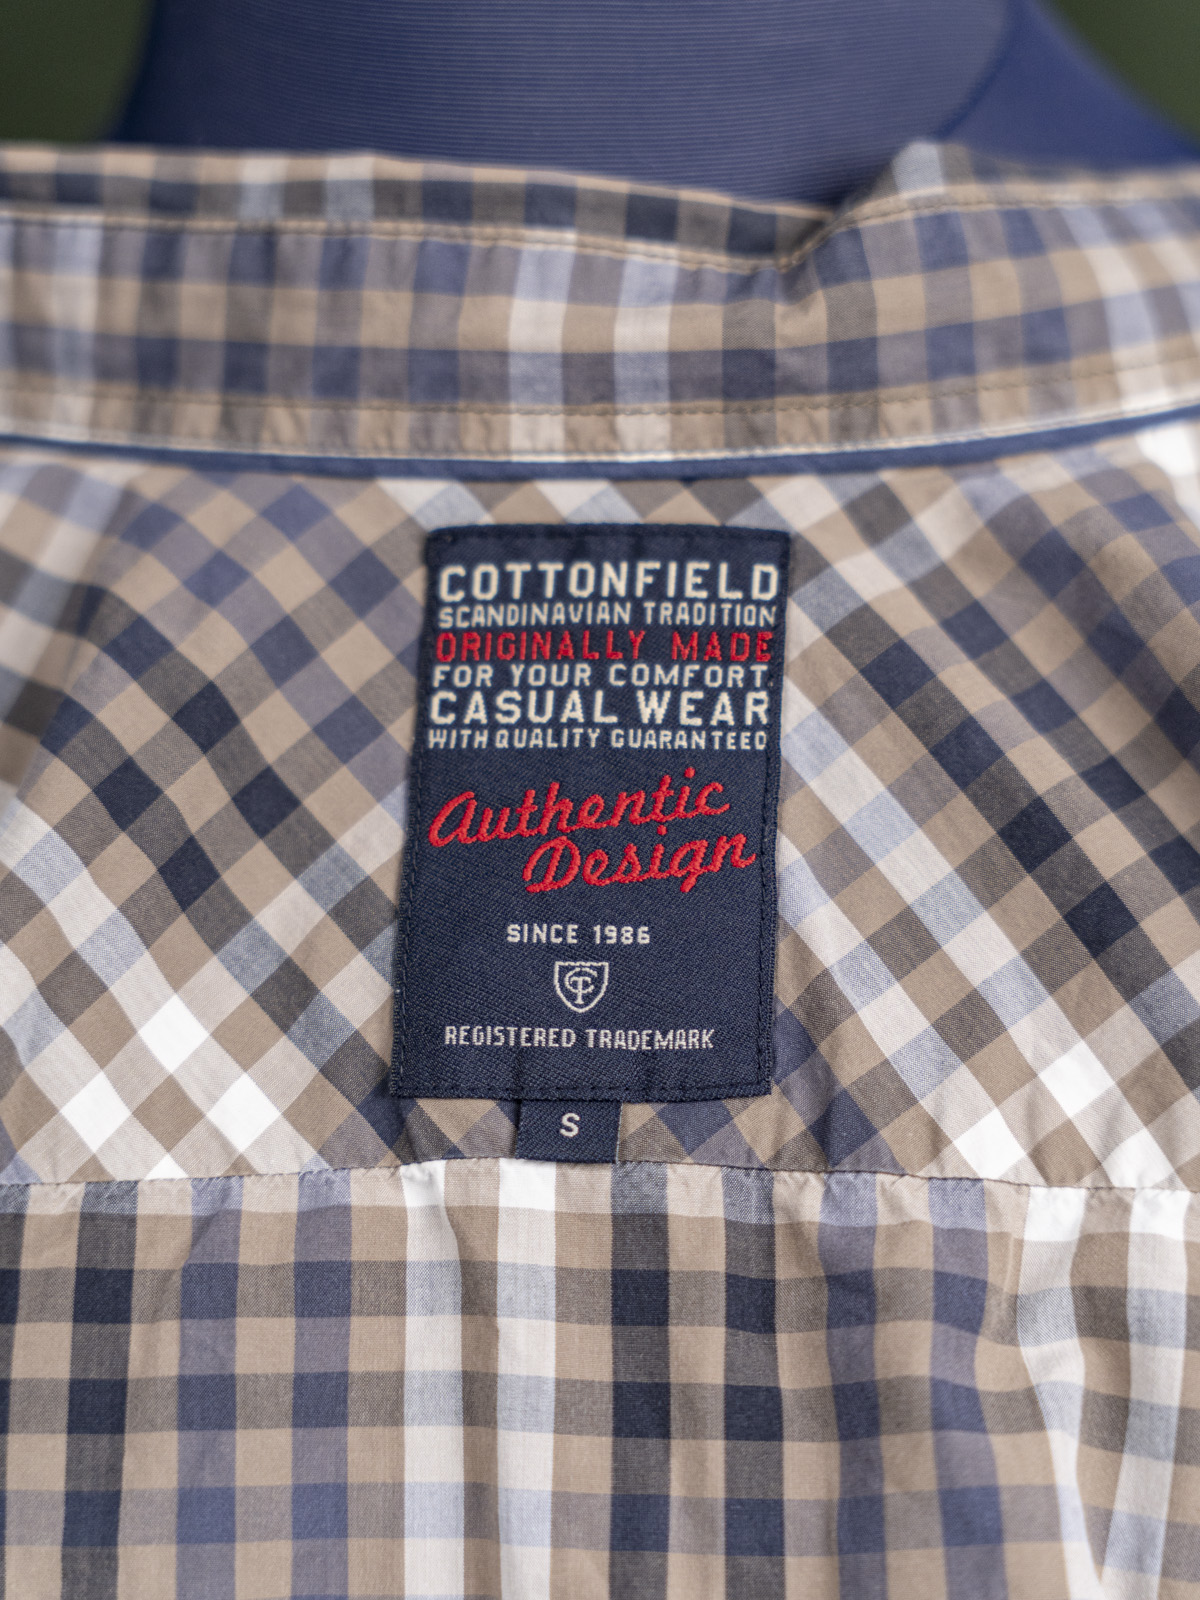 COTTONFIELD
SCANDINAVIAN TRADITION
ORIGINALLY MADE
FOR YOUR COMFORT
CASUAL WEAR
WITH QUALITY GUARANTEED
Authentic
Design
SINCE 1986
REGISTERED TRADEMARK
S